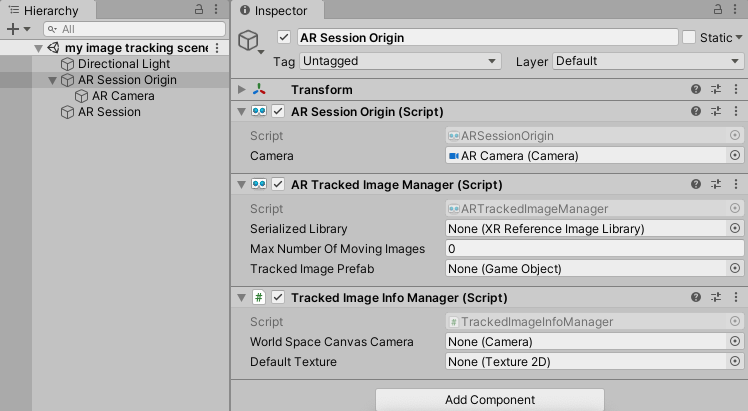 Hierarchy
All
my image tracking scene
Directional Light
AR Session Origin
AR Camera
AR Session
Inspector
AR Session Origin
Static
Tag Untagged Layer Default
Transform
AR Session Origin (Script)
Script ARSessionOrigin
Camera AR Camera (Camera)
AR Tracked Image Manager (Script)
Script ARTrackedImageManager
Serialized Library None (XR Reference Image Library)
Max Number Of Moving Images 0
Tracked Image Prefab None (Game Object)
Tracked Image Info Manager (Script)
Script TrackedImageInfoManager
World Space Canvas Camera None (Camera)
Default Texture None (Texture 2D)
Add Component